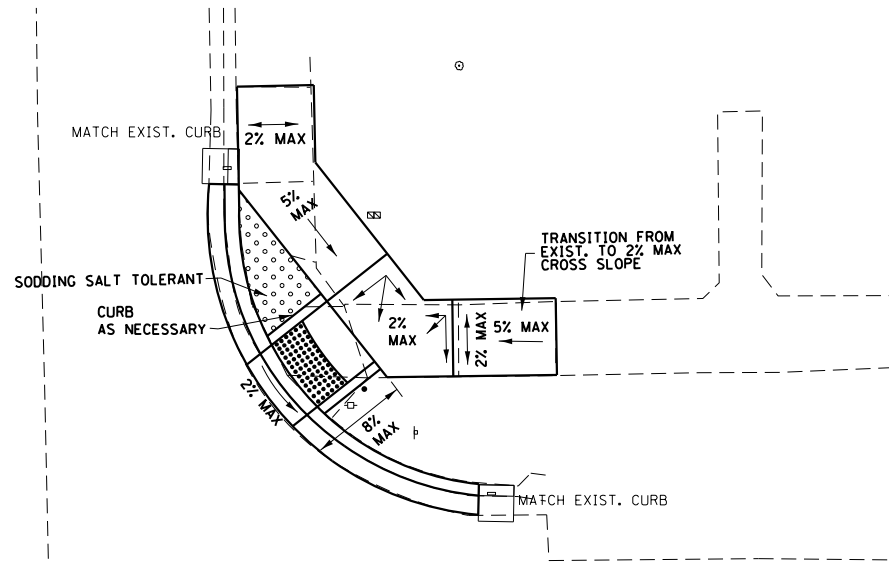 MATCH EXIST. CURB
2% MAX
5%
MAX
TRANSITION FROM
EXIST. TO 2% MAX
CROSS SLOPE
SODDING SALT TOLERANT
CURB
AS NECESSARY
2%
MAX
2% MAX
5% MAX
2% MAX
8%
MAX
MATCH EXIST. CURB